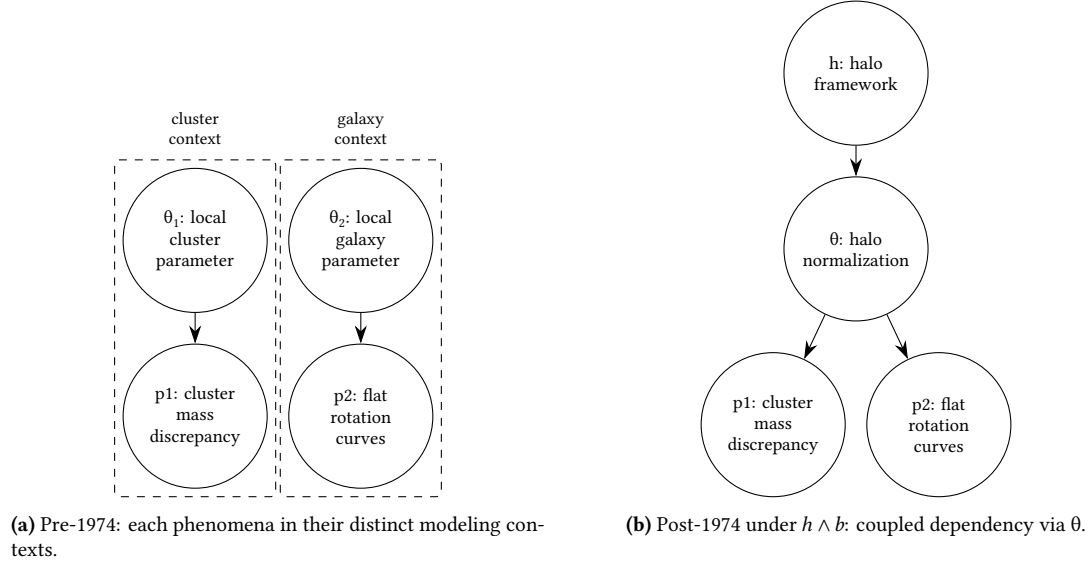 cluster
context
galaxy
context
θ₁: local
cluster
parameter
θ₂: local
galaxy
parameter
p1: cluster
mass
discrepancy
p2: flat
rotation
curves
(a) Pre-1974: each phenomena in their distinct modeling con-
texts.
h: halo
framework
θ: halo
normalization
p1: cluster
mass
discrepancy
p2: flat
rotation
curves
(b) Post-1974 under h ∧ b: coupled dependency via θ.